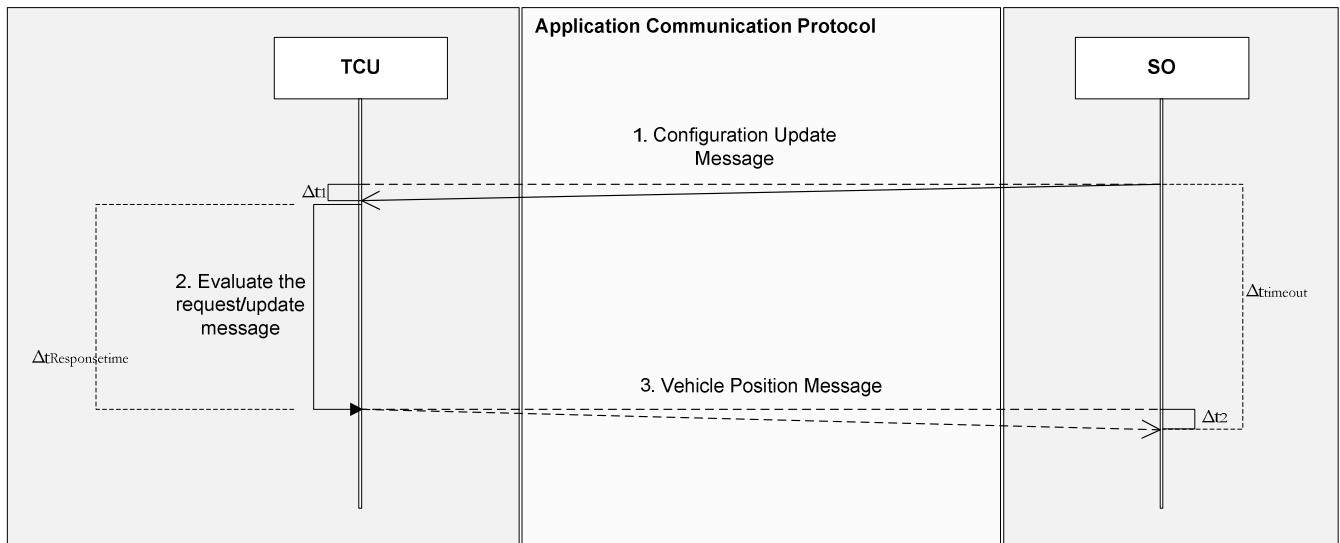 Application Communication Protocol
TCU
SO
1. Configuration Update
Message
Δt1
2. Evaluate the
request/update
message
Δttimeout
ΔtResponsetime
3. Vehicle Position Message
Δt2